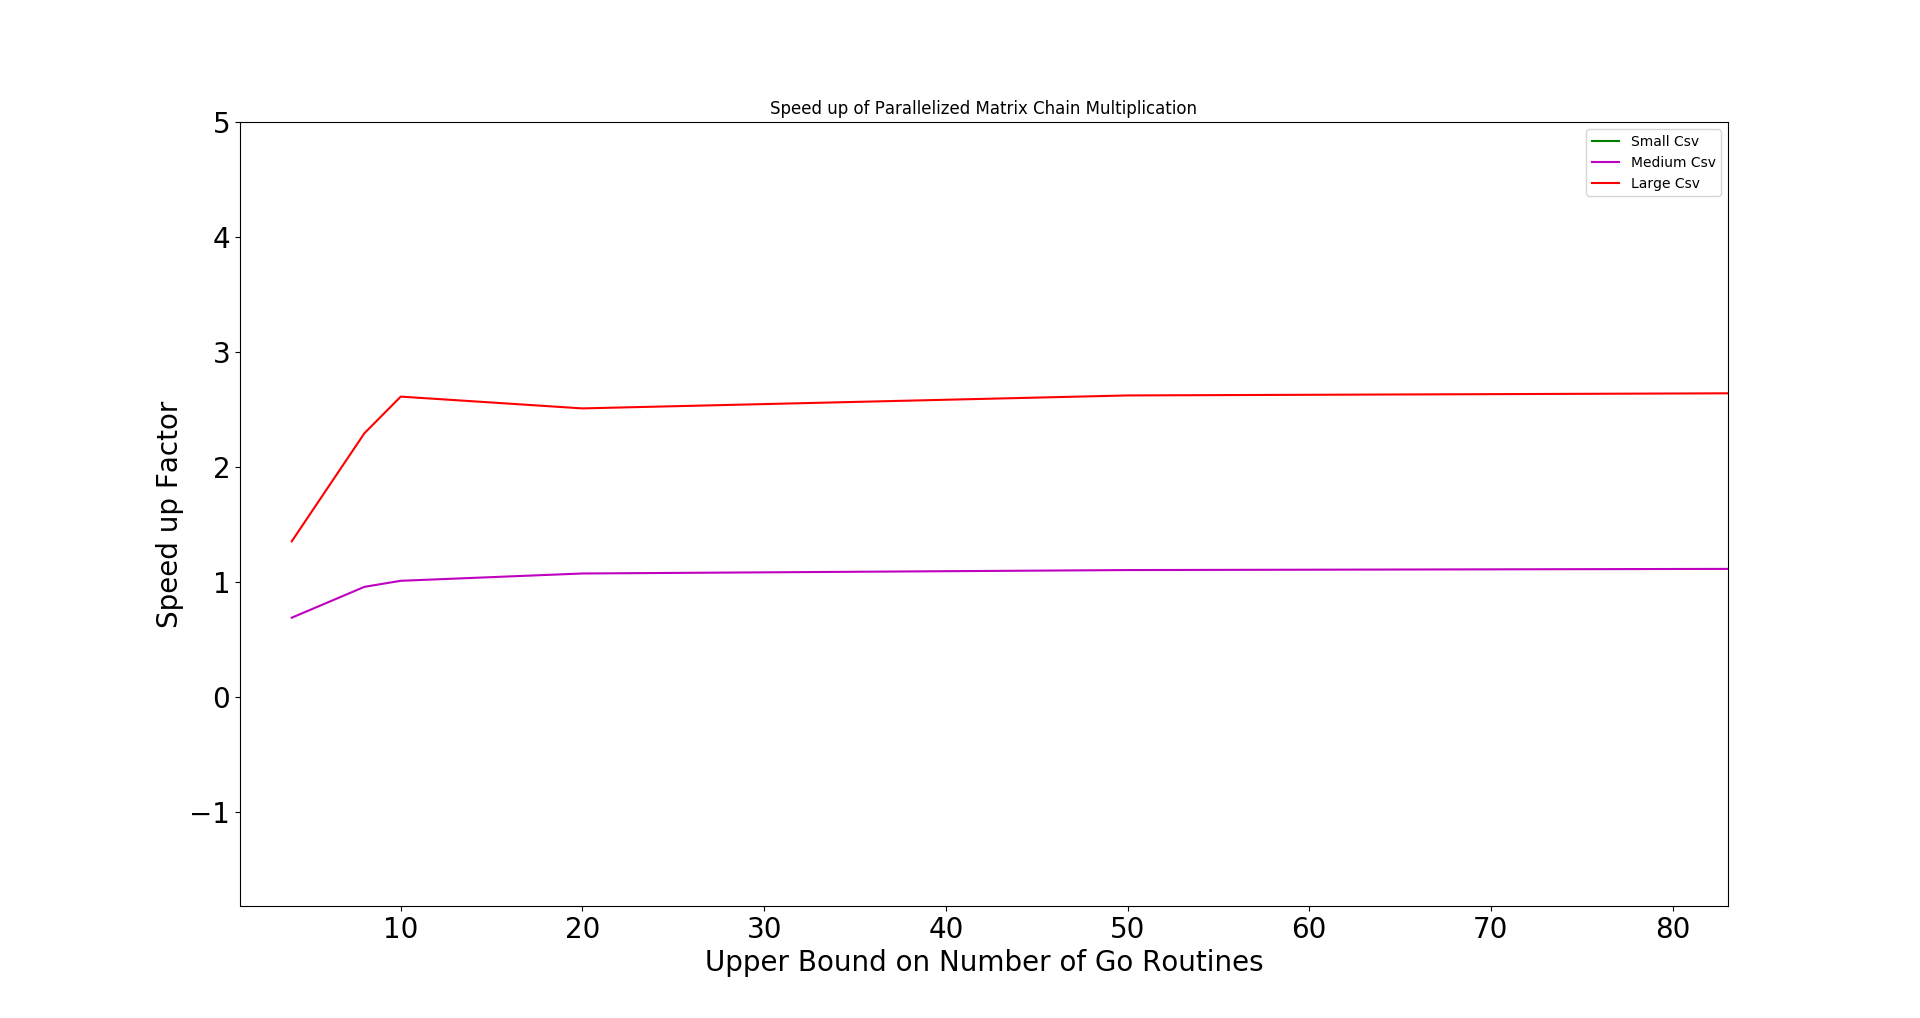 Speed up of Parallelized Matrix Chain Multiplication
5
4
3
2
1
0
−1
Speed up Factor
Small Csv
Medium Csv
Large Csv
10 20 30 40 50 60 70 80
Upper Bound on Number of Go Routines